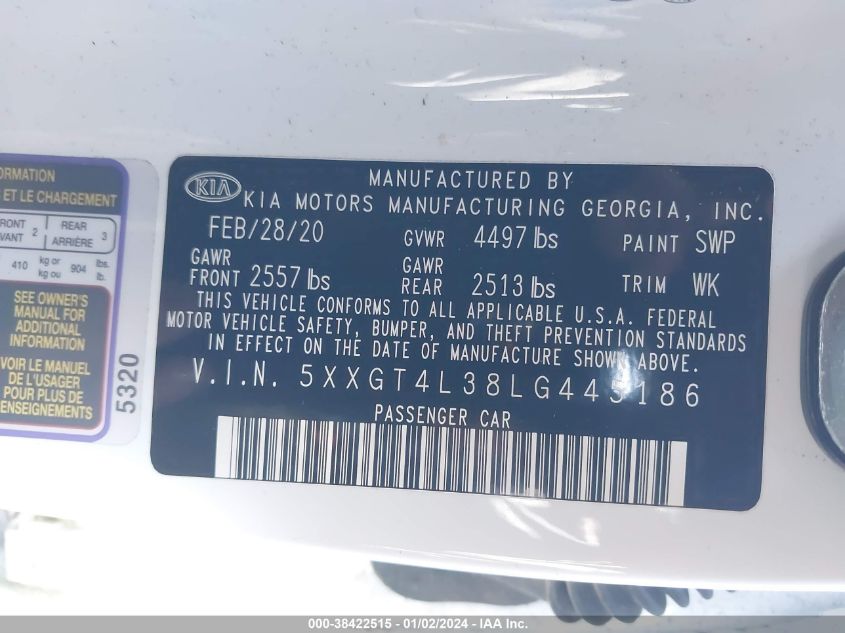 ORMATION
ET LE CHARGEMENT
FRONT 2 REAR 3
AVANT ARRIÈRE
410 kg or 904 lbs.
kg ou lb.
SEE OWNER'S
MANUAL FOR
ADDITIONAL
INFORMATION
VOIR LE MANUEL
DE L'USAGER
POUR PLUS DE
RENSEIGNEMENTS
5320
KIA
MANUFACTURED BY
KIA MOTORS MANUFACTURING GEORGIA, INC.
FEB/28/20 GVWR 4497 lbs PAINT SWP
GAWR GAWR
FRONT 2557 lbs REAR 2513 lbs TRIM WK
THIS VEHICLE CONFORMS TO ALL APPLICABLE U.S.A. FEDERAL
MOTOR VEHICLE SAFETY, BUMPER, AND THEFT PREVENTION STANDARDS
IN EFFECT ON THE DATE OF MANUFACTURE SHOWN ABOVE.
V.I.N.
PASSENGER CAR
000-38422515 - 01/02/2024 - IAA Inc.